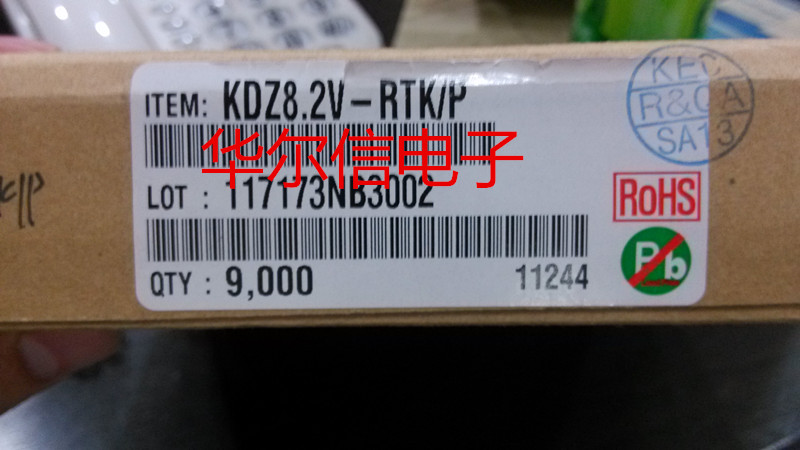 ITEM: KDZ8.2V-RTK/P
华尔信电子
LOT : 117173NB3002
QTY : 9,000
11244
KEC
R&QA
SA13
RoHS
Pb